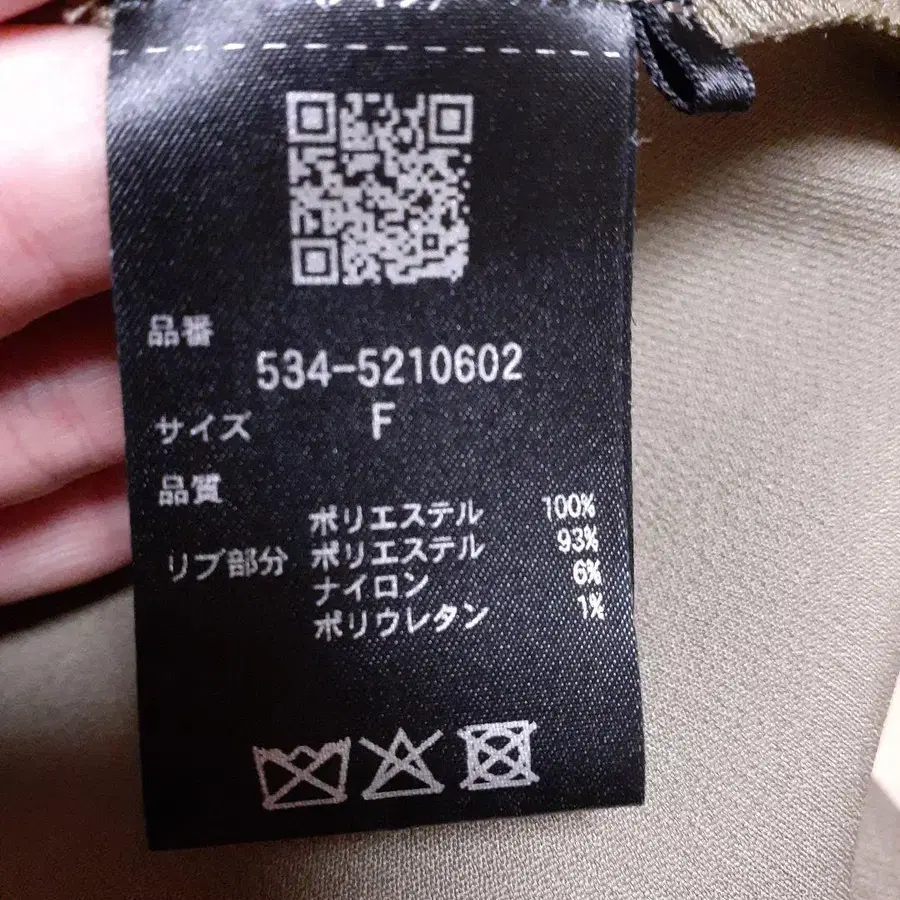 品番
534-5210602
サイズ F
品質
ポリエステル 100%
リブ部分 ポリエステル 93%
ナイロン 6%
ポリウレタン 1%